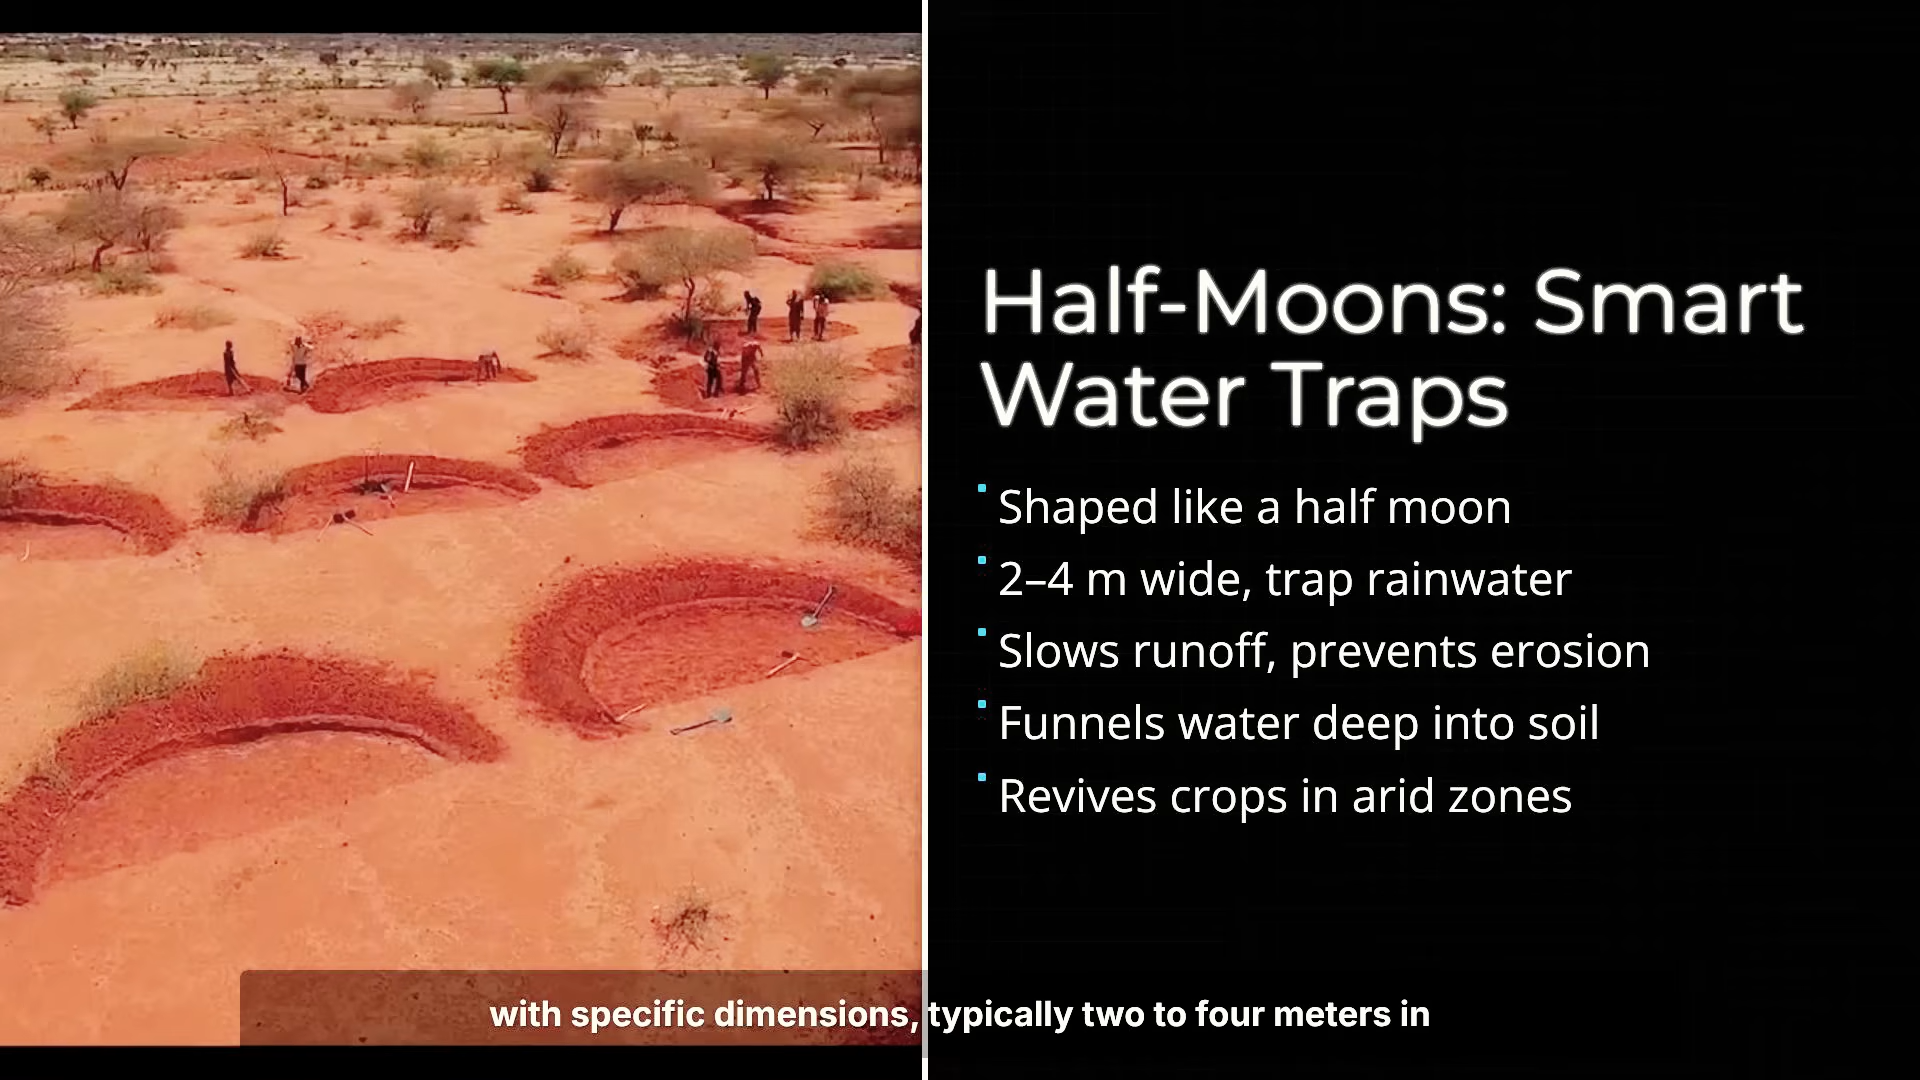 Half-Moons: Smart
Water Traps
Shaped like a half moon
2–4 m wide, trap rainwater
Slows runoff, prevents erosion
Funnels water deep into soil
Revives crops in arid zones
with specific dimensions, typically two to four meters in